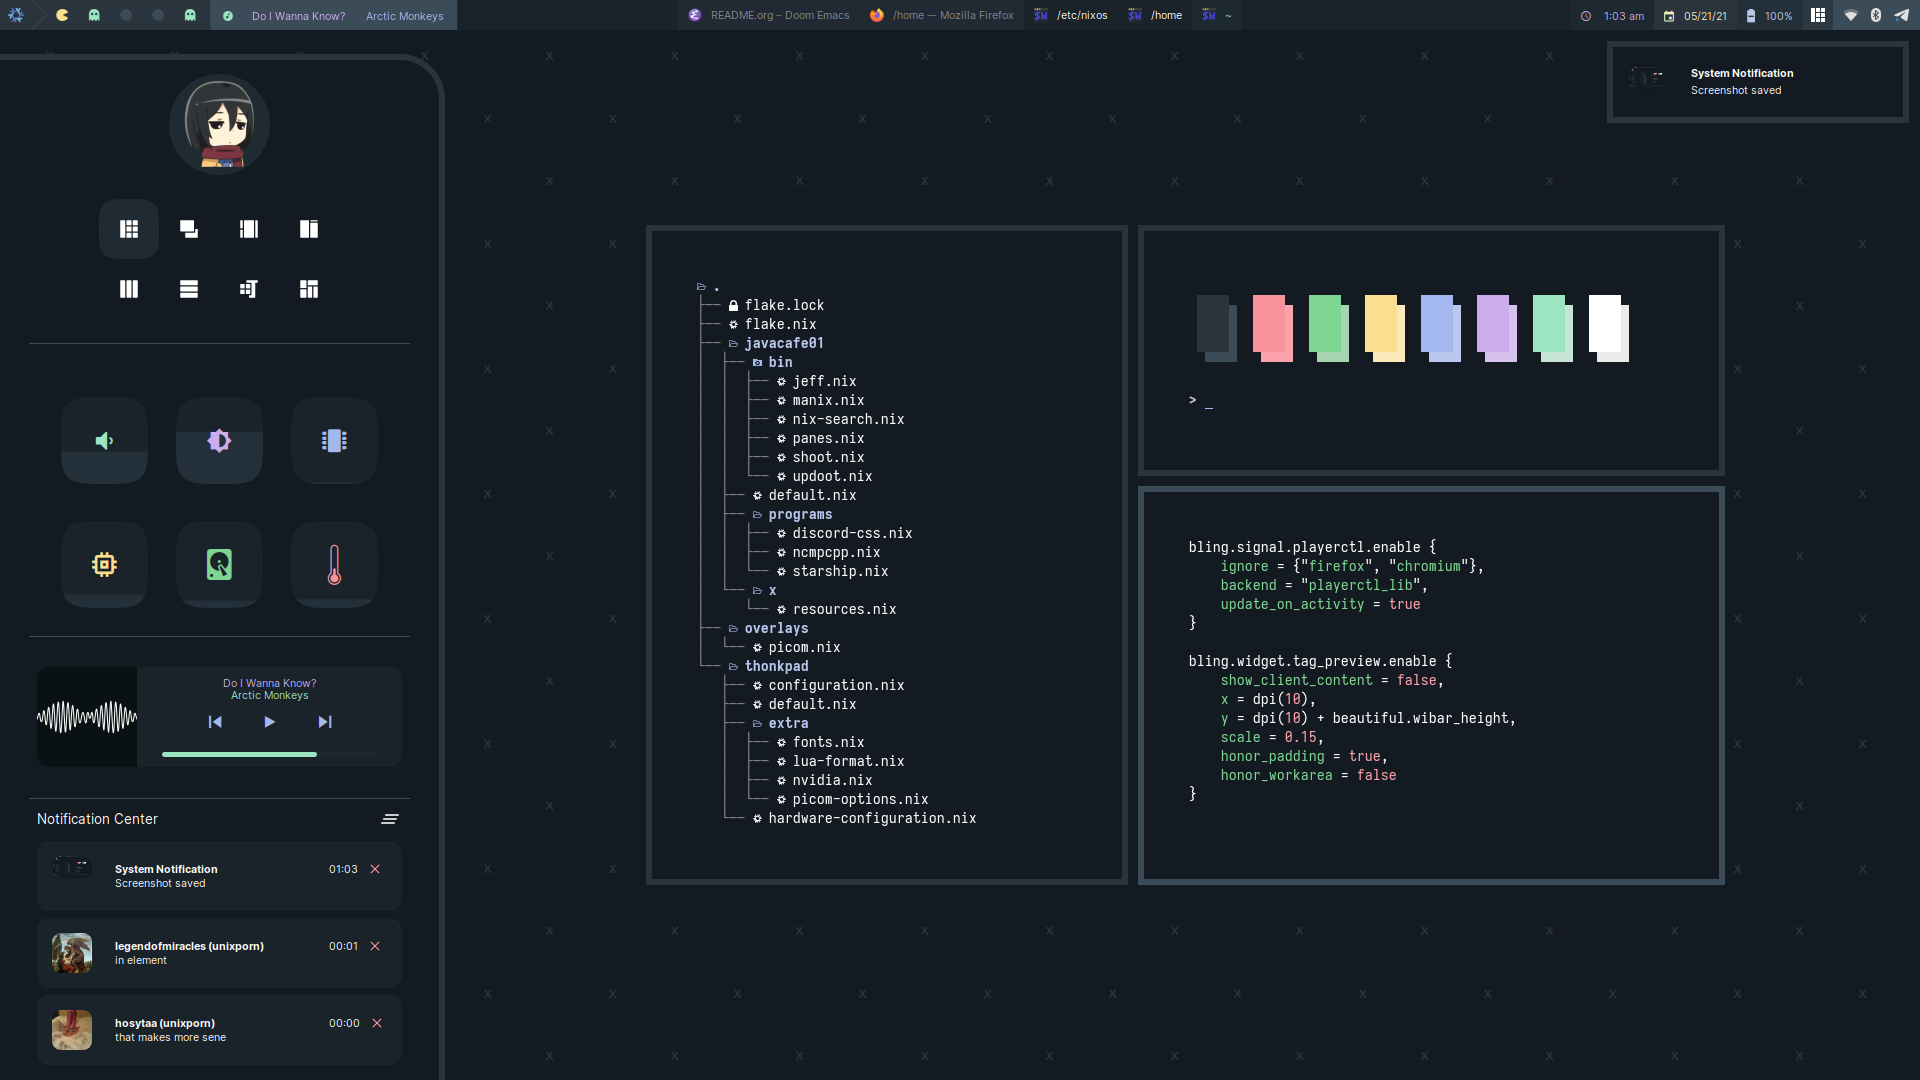 Do I Wanna Know? Arctic Monkeys
README.org – Doom Emacs
/home — Mozilla Firefox
$W /etc/nixos
$W /home
$W ~
1:03 am
05/21/21
100%
System Notification
Screenshot saved
.
flake.lock
flake.nix
javacafe01
bin
jeff.nix
manix.nix
nix-search.nix
panes.nix
shoot.nix
updoot.nix
default.nix
programs
discord-css.nix
ncmpcpp.nix
starship.nix
x
resources.nix
overlays
picom.nix
thonkpad
configuration.nix
default.nix
extra
fonts.nix
lua-format.nix
nvidia.nix
picom-options.nix
hardware-configuration.nix
> _
bling.signal.playerctl.enable {
ignore = {"firefox", "chromium"},
backend = "playerctl_lib",
update_on_activity = true
}
bling.widget.tag_preview.enable {
show_client_content = false,
x = dpi(10),
y = dpi(10) + beautiful.wibar_height,
scale = 0.15,
honor_padding = true,
honor_workarea = false
}
Do I Wanna Know?
Arctic Monkeys
Notification Center
System Notification 01:03
Screenshot saved
legendofmiracles (unixporn) 00:01
in element
hosytaa (unixporn) 00:00
that makes more sene